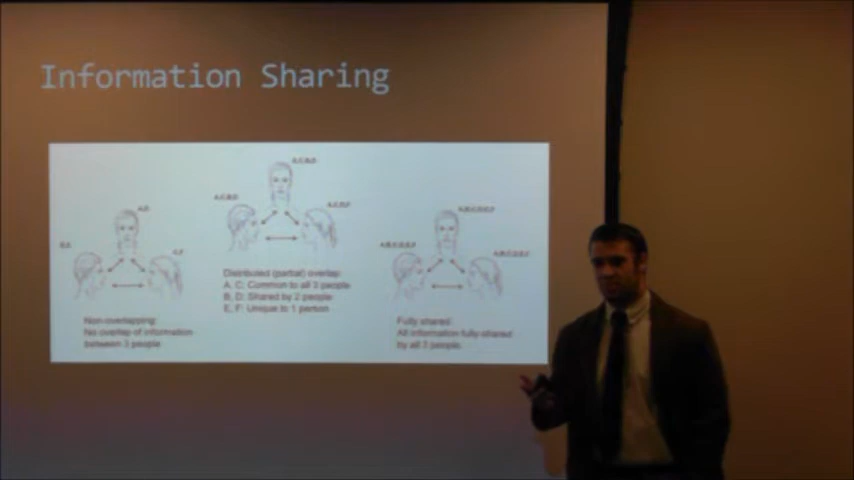 Information Sharing
Non-overlapping:
No overlap of information
between 3 people
Distributed (partial) overlap:
A, C: Common to all 3 people
B, D: Shared by 2 people
E, F: Unique to 1 person
Fully shared:
All information fully-shared
by all 3 people.